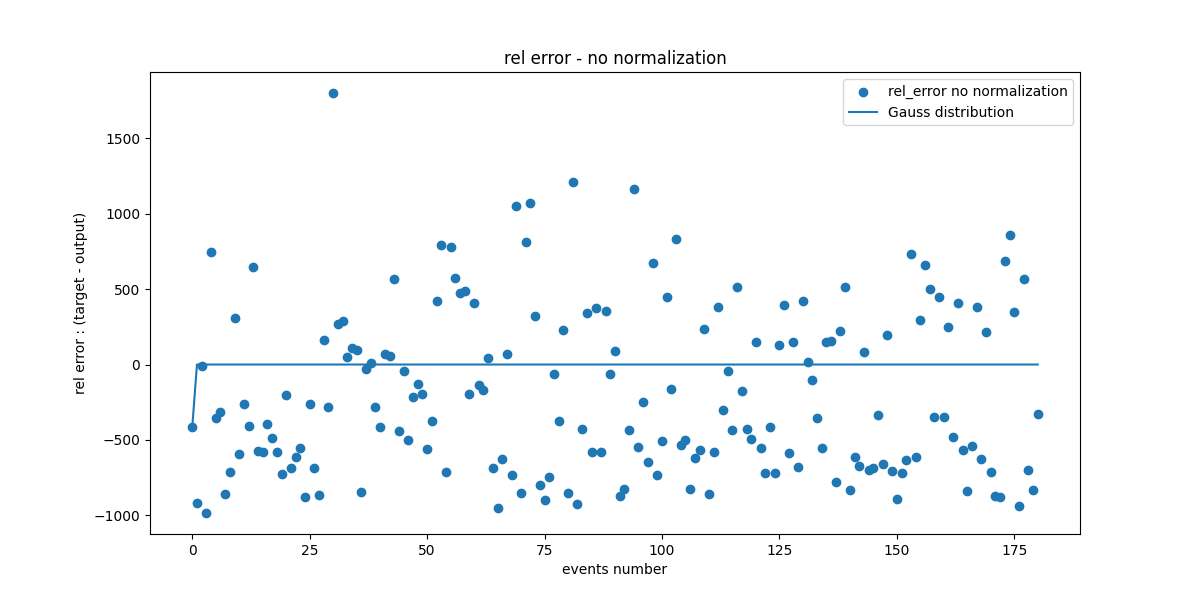 rel error - no normalization
rel_error no normalization
Gauss distribution
rel error : (target - output)
1500
1000
500
0
−500
−1000
0
25
50
75
100
125
150
175
events number